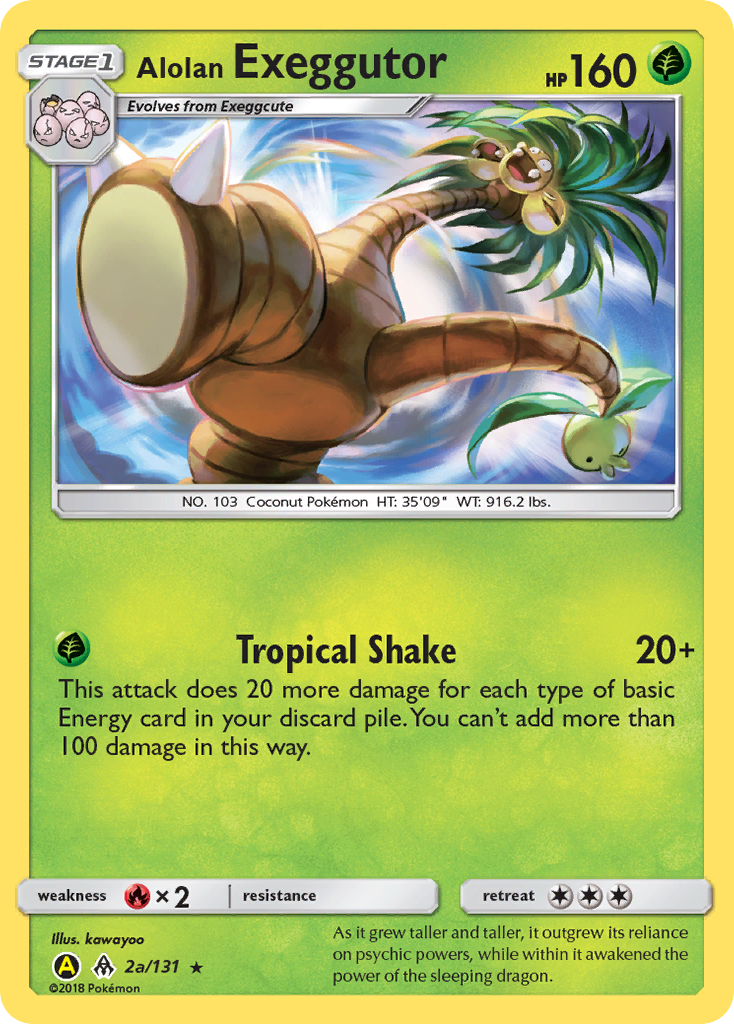 STAGE 1 Alolan Exeggutor HP 160
Evolves from Exeggcute
NO. 103 Coconut Pokémon HT: 35'09" WT: 916.2 lbs.
Tropical Shake 20+
This attack does 20 more damage for each type of basic
Energy card in your discard pile. You can't add more than
100 damage in this way.
weakness × 2 resistance retreat
Illus. kawayoo
A 2a/131
©2018 Pokémon
As it grew taller and taller, it outgrew its reliance
on psychic powers, while within it awakened the
power of the sleeping dragon.